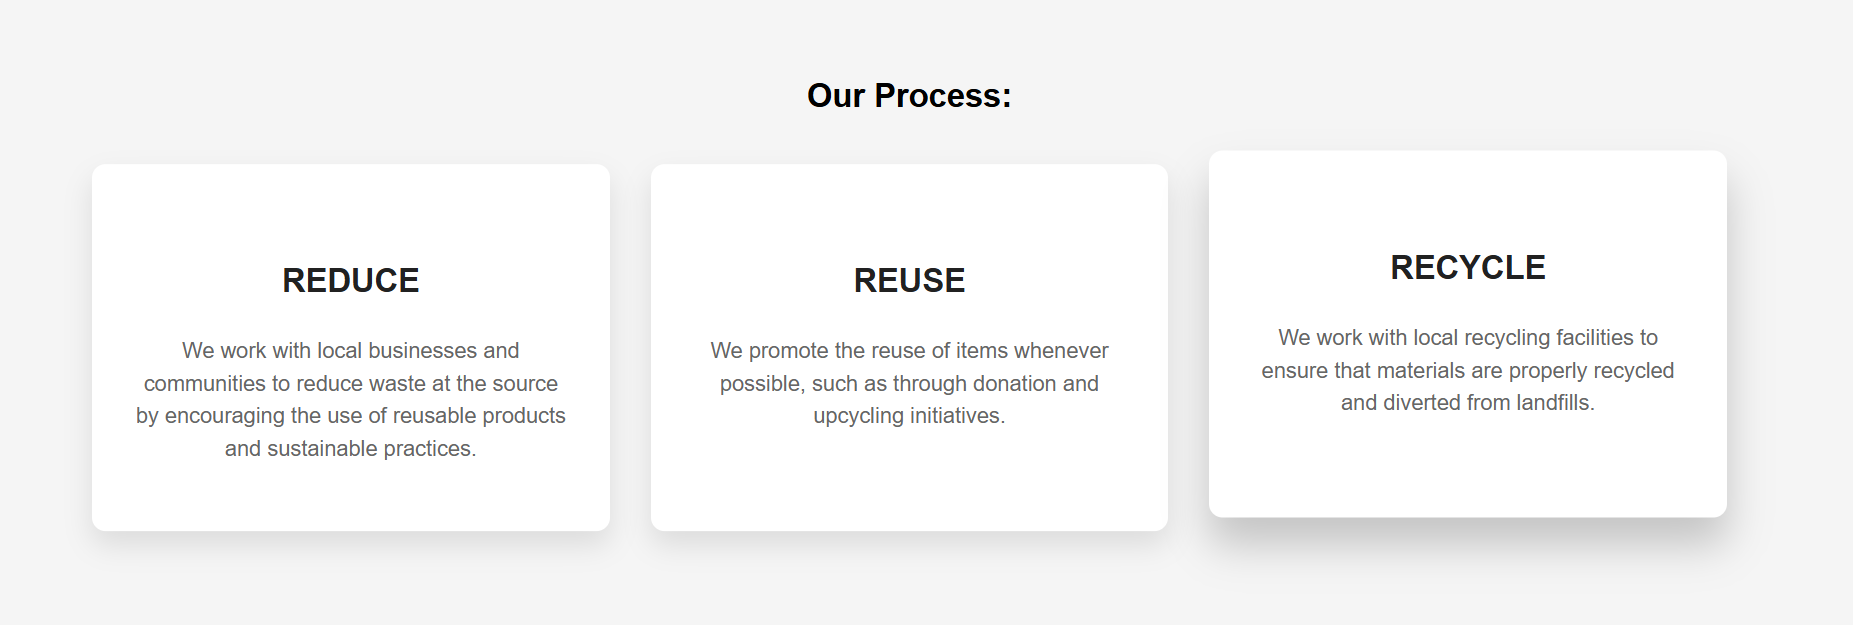 Our Process:
REDUCE
We work with local businesses and
communities to reduce waste at the source
by encouraging the use of reusable products
and sustainable practices.
REUSE
We promote the reuse of items whenever
possible, such as through donation and
upcycling initiatives.
RECYCLE
We work with local recycling facilities to
ensure that materials are properly recycled
and diverted from landfills.